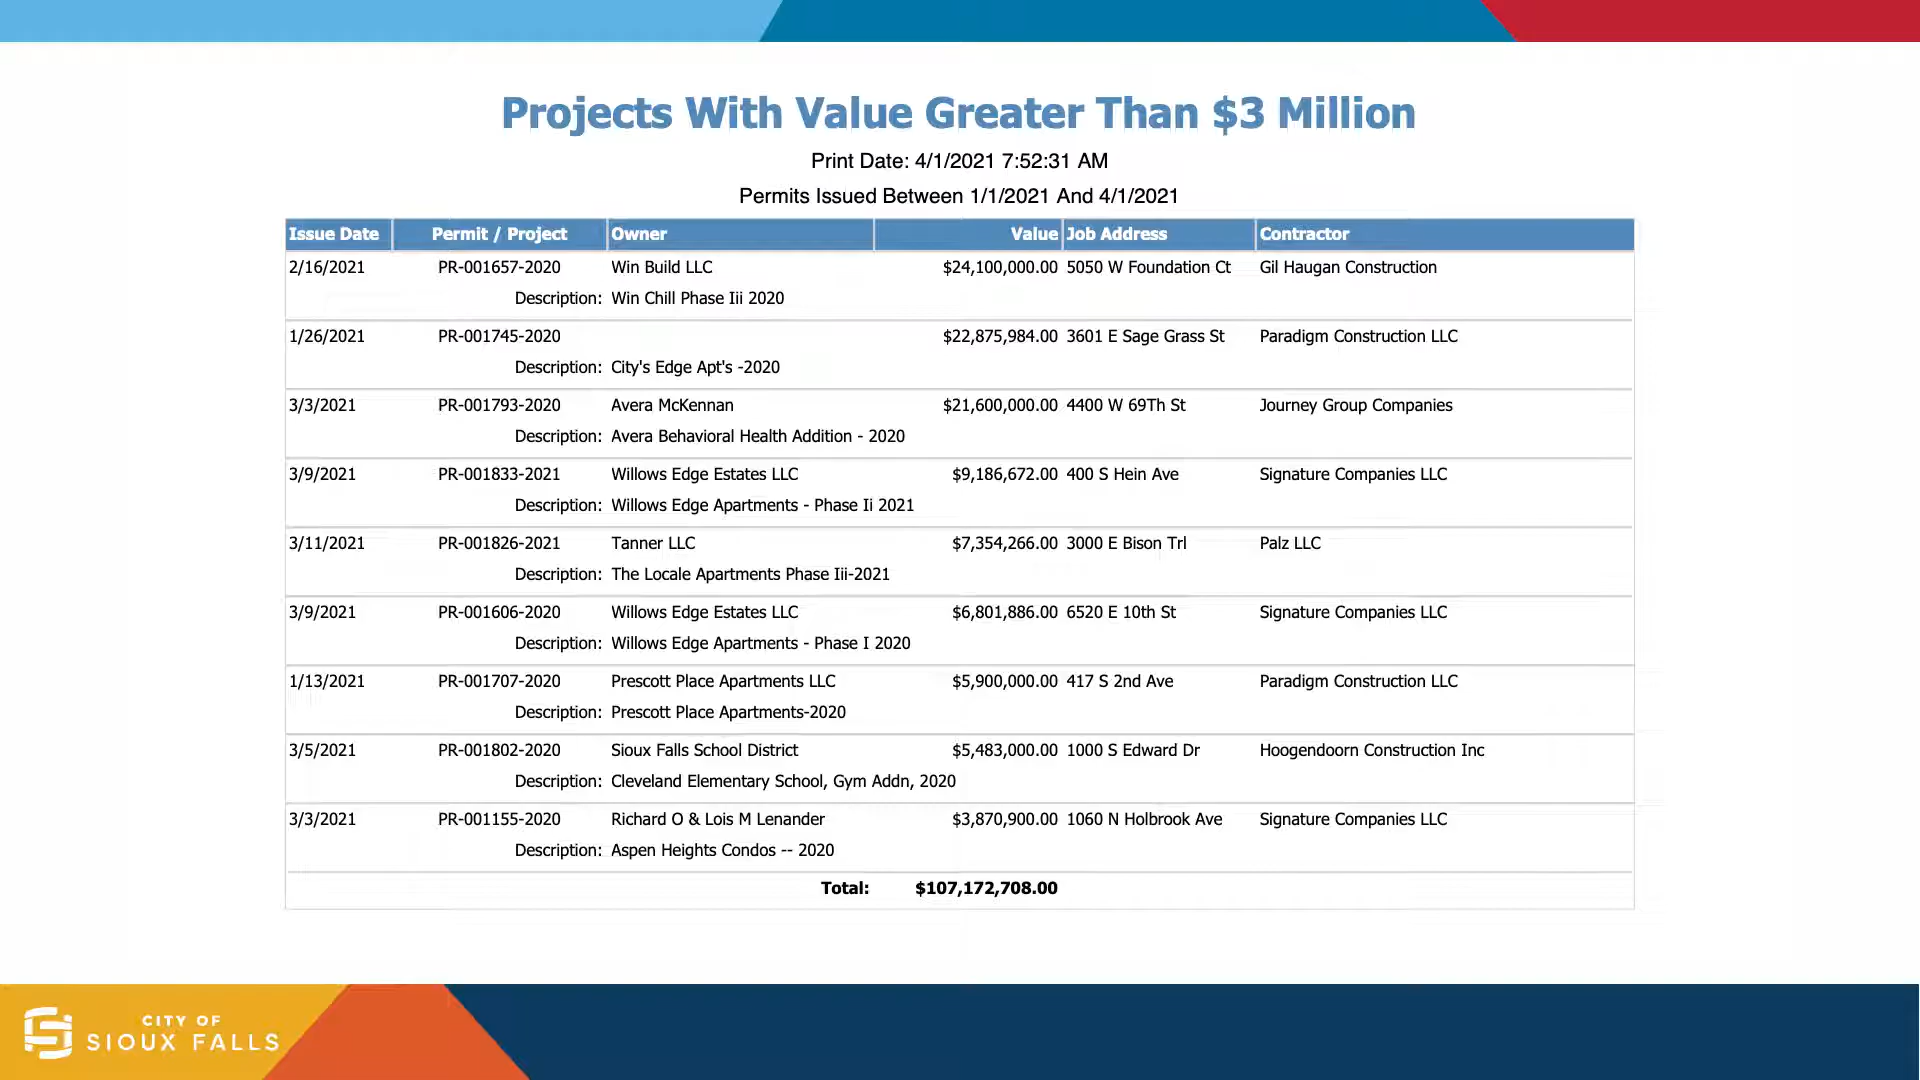 Projects With Value Greater Than $3 Million
Print Date: 4/1/2021 7:52:31 AM
Permits Issued Between 1/1/2021 And 4/1/2021
Issue Date Permit / Project Owner Value Job Address Contractor
2/16/2021 PR-001657-2020 Win Build LLC $24,100,000.00 5050 W Foundation Ct Gil Haugan Construction
Description: Win Chill Phase Iii 2020
1/26/2021 PR-001745-2020 $22,875,984.00 3601 E Sage Grass St Paradigm Construction LLC
Description: City's Edge Apt's -2020
3/3/2021 PR-001793-2020 Avera McKennan $21,600,000.00 4400 W 69Th St Journey Group Companies
Description: Avera Behavioral Health Addition - 2020
3/9/2021 PR-001833-2021 Willows Edge Estates LLC $9,186,672.00 400 S Hein Ave Signature Companies LLC
Description: Willows Edge Apartments - Phase Ii 2021
3/11/2021 PR-001826-2021 Tanner LLC $7,354,266.00 3000 E Bison Trl Palz LLC
Description: The Locale Apartments Phase Iii-2021
3/9/2021 PR-001606-2020 Willows Edge Estates LLC $6,801,886.00 6520 E 10th St Signature Companies LLC
Description: Willows Edge Apartments - Phase I 2020
1/13/2021 PR-001707-2020 Prescott Place Apartments LLC $5,900,000.00 417 S 2nd Ave Paradigm Construction LLC
Description: Prescott Place Apartments-2020
3/5/2021 PR-001802-2020 Sioux Falls School District $5,483,000.00 1000 S Edward Dr Hoogendoorn Construction Inc
Description: Cleveland Elementary School, Gym Addn, 2020
3/3/2021 PR-001155-2020 Richard O & Lois M Lenander $3,870,900.00 1060 N Holbrook Ave Signature Companies LLC
Description: Aspen Heights Condos -- 2020
Total: $107,172,708.00
CITY OF
SIOUX FALLS